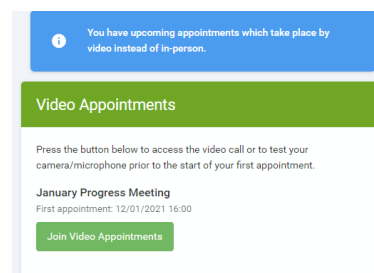 You have upcoming appointments which take place by
video instead of in-person.
Video Appointments
Press the button below to access the video call or to test your
camera/microphone prior to the start of your first appointment.
January Progress Meeting
First appointment: 12/01/2021 16:00
Join Video Appointments